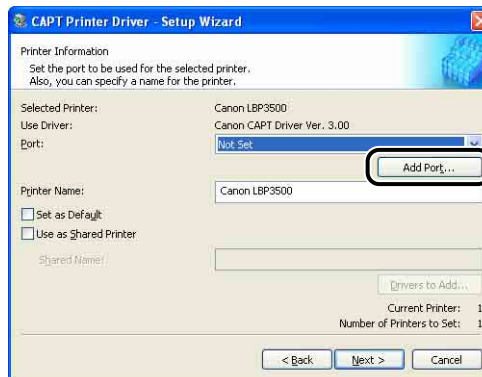 CAPT Printer Driver - Setup Wizard
Printer Information
Set the port to be used for the selected printer.
Also, you can specify a name for the printer.
Selected Printer: Canon LBP3500
Use Driver: Canon CAPT Driver Ver. 3.00
Port: Not Set
Add Port...
Printer Name: Canon LBP3500
Set as Default
Use as Shared Printer
Shared Name:
Drivers to Add...
Current Printer: 1
Number of Printers to Set: 1
< Back Next > Cancel